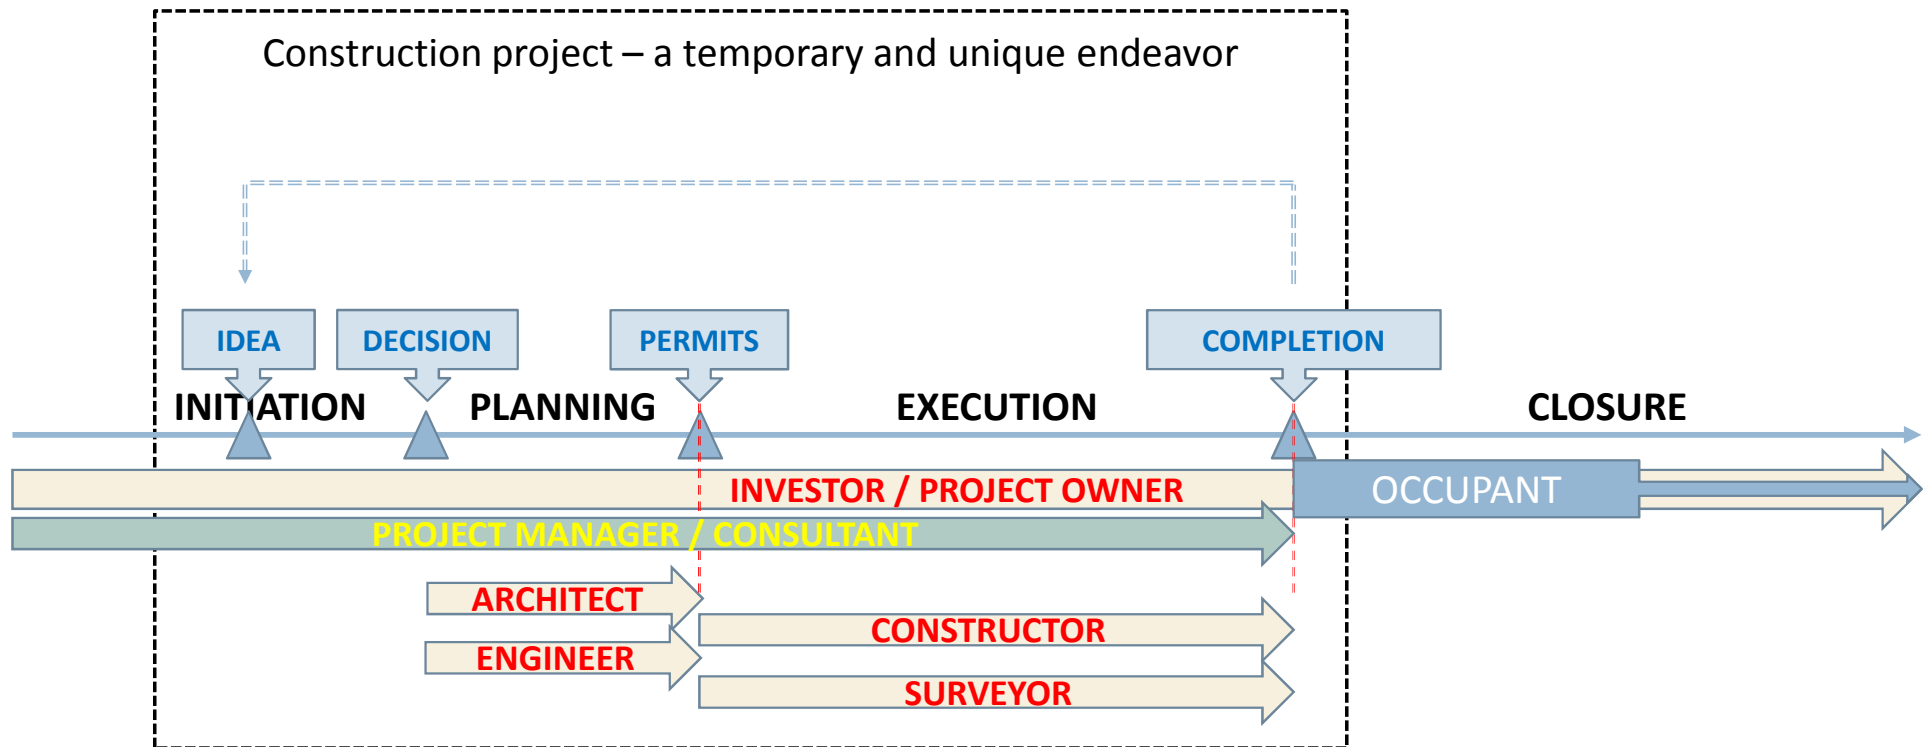 Construction project – a temporary and unique endeavor
IDEA
DECISION
PERMITS
COMPLETION
INITIATION
PLANNING
EXECUTION
CLOSURE
INVESTOR / PROJECT OWNER
OCCUPANT
PROJECT MANAGER / CONSULTANT
ARCHITECT
CONSTRUCTOR
ENGINEER
SURVEYOR